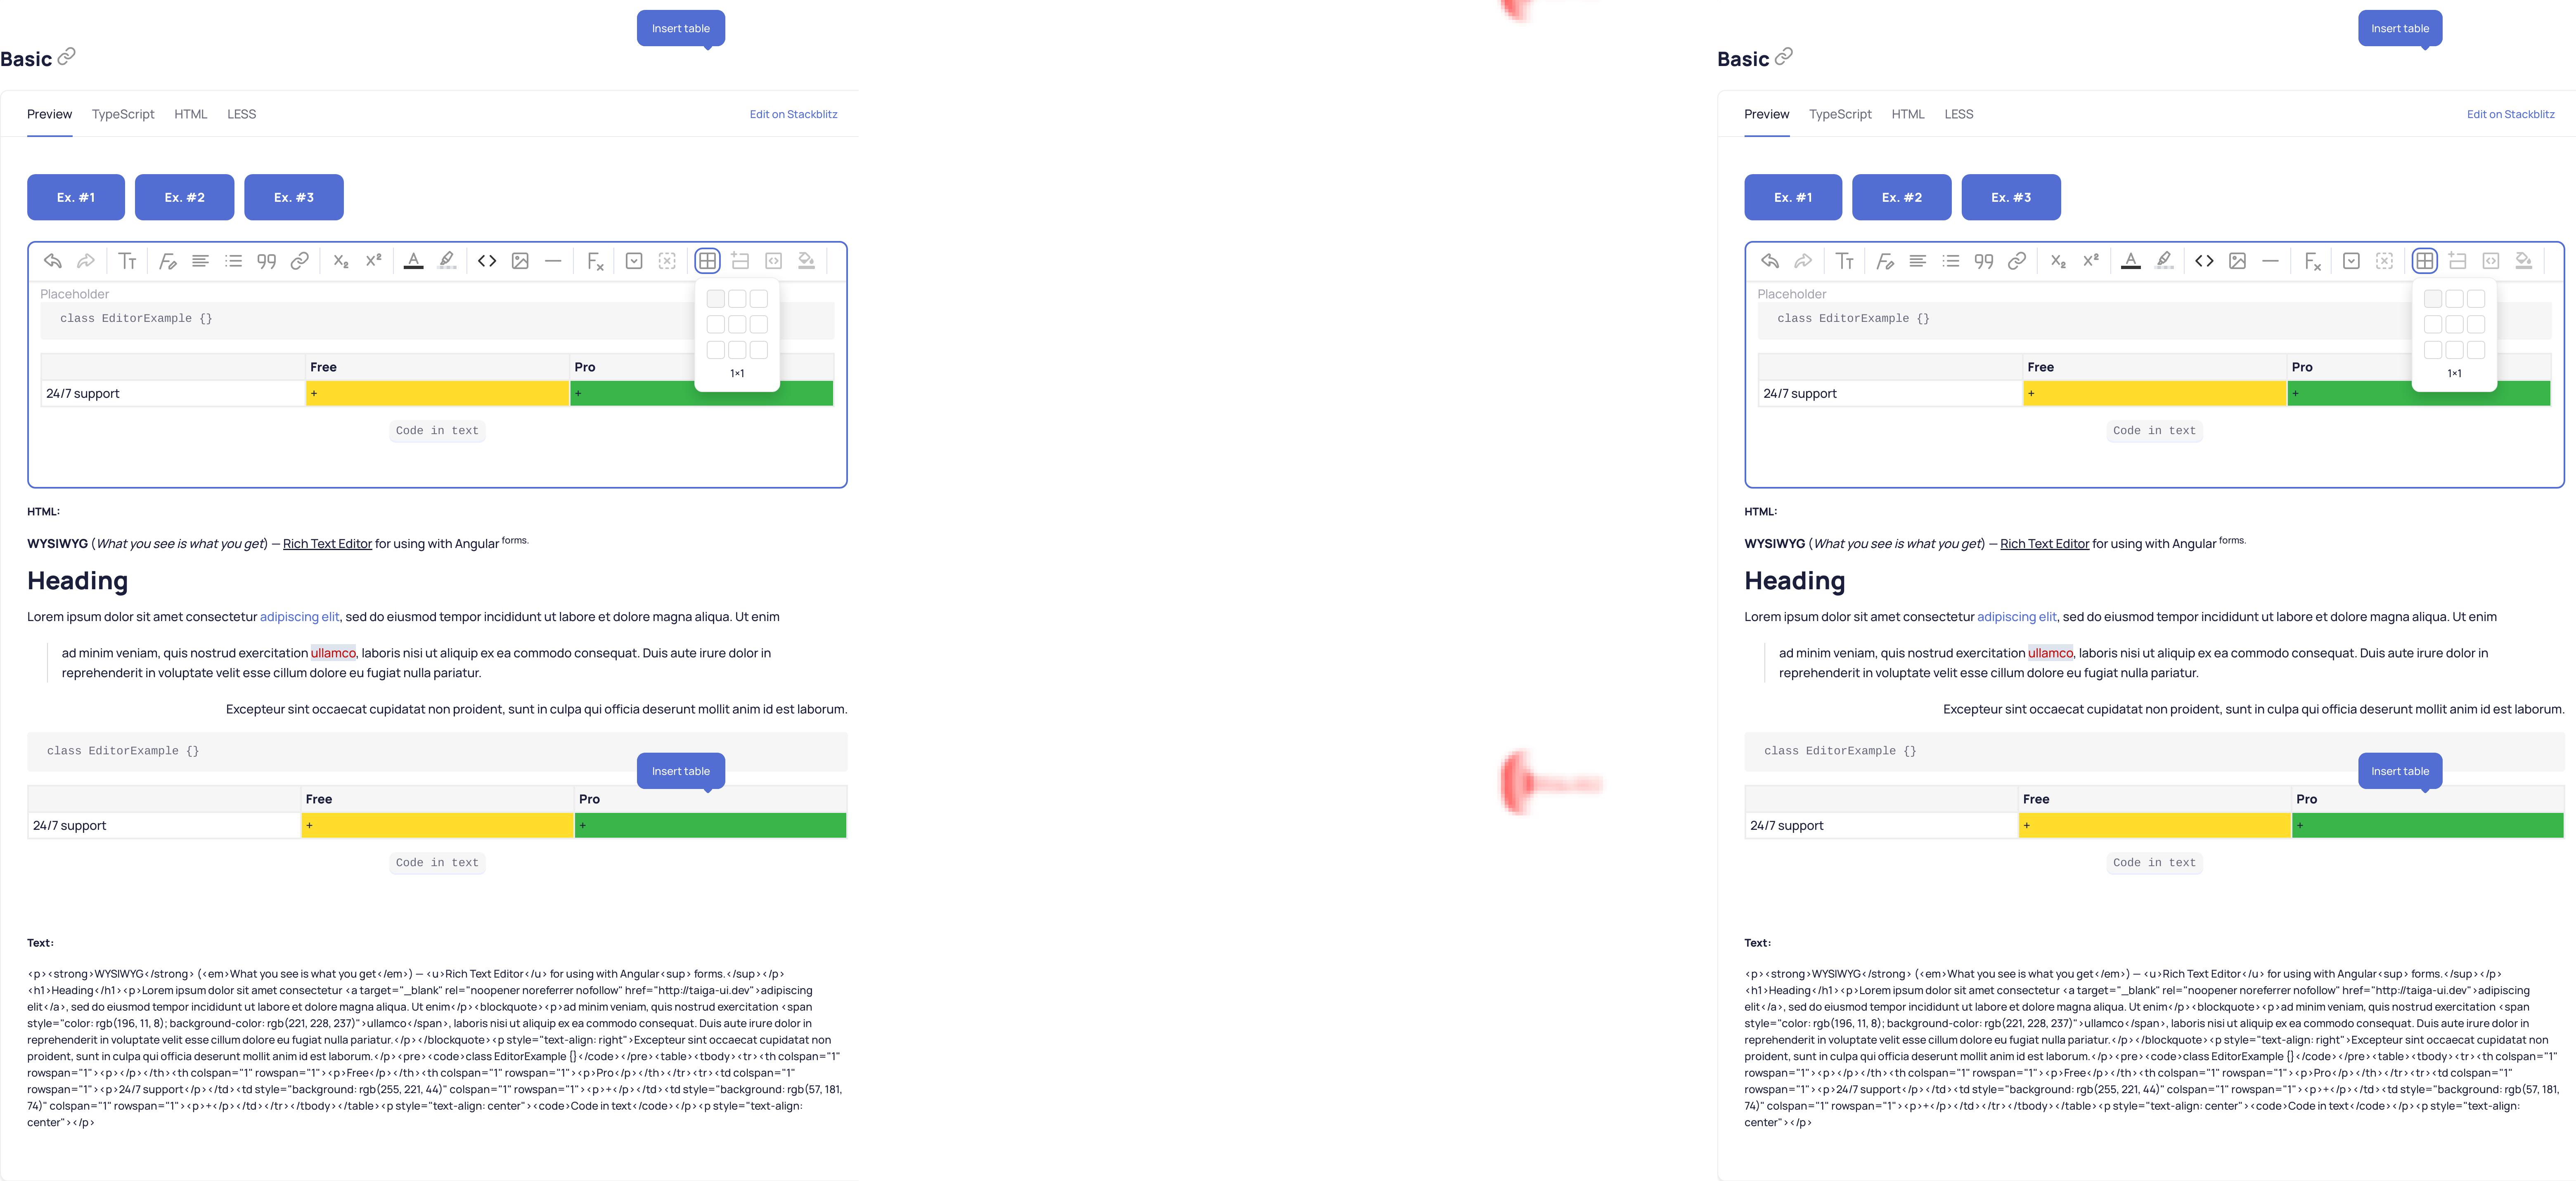 Insert table
Basic
Preview TypeScript HTML LESS Edit on Stackblitz
Ex. #1 Ex. #2 Ex. #3
Placeholder
class EditorExample {}
Free Pro
24/7 support + +
1×1
Code in text
HTML:
WYSIWYG (What you see is what you get) — Rich Text Editor for using with Angular forms.
Heading
Lorem ipsum dolor sit amet consectetur adipiscing elit, sed do eiusmod tempor incididunt ut labore et dolore magna aliqua. Ut enim
ad minim veniam, quis nostrud exercitation ullamco, laboris nisi ut aliquip ex ea commodo consequat. Duis aute irure dolor in
reprehenderit in voluptate velit esse cillum dolore eu fugiat nulla pariatur.
Excepteur sint occaecat cupidatat non proident, sunt in culpa qui officia deserunt mollit anim id est laborum.
class EditorExample {}
Insert table
Free Pro
24/7 support + +
Code in text
Text:
<p><strong>WYSIWYG</strong> (<em>What you see is what you get</em>) — <u>Rich Text Editor</u> for using with Angular<sup> forms.</sup></p>
<h1>Heading</h1><p>Lorem ipsum dolor sit amet consectetur <a target="_blank" rel="noopener noreferrer nofollow" href="http://taiga-ui.dev">adipiscing
elit</a>, sed do eiusmod tempor incididunt ut labore et dolore magna aliqua. Ut enim</p><blockquote><p>ad minim veniam, quis nostrud exercitation <span
style="color: rgb(196, 11, 8); background-color: rgb(221, 228, 237)">ullamco</span>, laboris nisi ut aliquip ex ea commodo consequat. Duis aute irure dolor in
reprehenderit in voluptate velit esse cillum dolore eu fugiat nulla pariatur.</p></blockquote><p style="text-align: right">Excepteur sint occaecat cupidatat non
proident, sunt in culpa qui officia deserunt mollit anim id est laborum.</p><pre><code>class EditorExample {}</code></pre><table><tbody><tr><th colspan="1"
rowspan="1"><p></p></th><th colspan="1" rowspan="1"><p>Free</p></th><th colspan="1" rowspan="1"><p>Pro</p></th></tr><tr><td colspan="1"
rowspan="1"><p>24/7 support</p></td><td style="background: rgb(255, 221, 44)" colspan="1" rowspan="1"><p>+</p></td><td style="background: rgb(57, 181,
74)" colspan="1" rowspan="1"><p>+</p></td></tr></tbody></table><p style="text-align: center"><code>Code in text</code></p><p style="text-align:
center"></p>
Insert table
Basic
Preview TypeScript HTML LESS Edit on Stackblitz
Ex. #1 Ex. #2 Ex. #3
Placeholder
class EditorExample {}
Free Pro
24/7 support + +
1×1
Code in text
HTML:
WYSIWYG (What you see is what you get) — Rich Text Editor for using with Angular forms.
Heading
Lorem ipsum dolor sit amet consectetur adipiscing elit, sed do eiusmod tempor incididunt ut labore et dolore magna aliqua. Ut enim
ad minim veniam, quis nostrud exercitation ullamco, laboris nisi ut aliquip ex ea commodo consequat. Duis aute irure dolor in
reprehenderit in voluptate velit esse cillum dolore eu fugiat nulla pariatur.
Excepteur sint occaecat cupidatat non proident, sunt in culpa qui officia deserunt mollit anim id est laborum.
class EditorExample {}
Insert table
Free Pro
24/7 support + +
Code in text
Text:
<p><strong>WYSIWYG</strong> (<em>What you see is what you get</em>) — <u>Rich Text Editor</u> for using with Angular<sup> forms.</sup></p>
<h1>Heading</h1><p>Lorem ipsum dolor sit amet consectetur <a target="_blank" rel="noopener noreferrer nofollow" href="http://taiga-ui.dev">adipiscing
elit</a>, sed do eiusmod tempor incididunt ut labore et dolore magna aliqua. Ut enim</p><blockquote><p>ad minim veniam, quis nostrud exercitation <span
style="color: rgb(196, 11, 8); background-color: rgb(221, 228, 237)">ullamco</span>, laboris nisi ut aliquip ex ea commodo consequat. Duis aute irure dolor in
reprehenderit in voluptate velit esse cillum dolore eu fugiat nulla pariatur.</p></blockquote><p style="text-align: right">Excepteur sint occaecat cupidatat non
proident, sunt in culpa qui officia deserunt mollit anim id est laborum.</p><pre><code>class EditorExample {}</code></pre><table><tbody><tr><th colspan="1"
rowspan="1"><p></p></th><th colspan="1" rowspan="1"><p>Free</p></th><th colspan="1" rowspan="1"><p>Pro</p></th></tr><tr><td colspan="1"
rowspan="1"><p>24/7 support</p></td><td style="background: rgb(255, 221, 44)" colspan="1" rowspan="1"><p>+</p></td><td style="background: rgb(57, 181,
74)" colspan="1" rowspan="1"><p>+</p></td></tr></tbody></table><p style="text-align: center"><code>Code in text</code></p><p style="text-align:
center"></p>